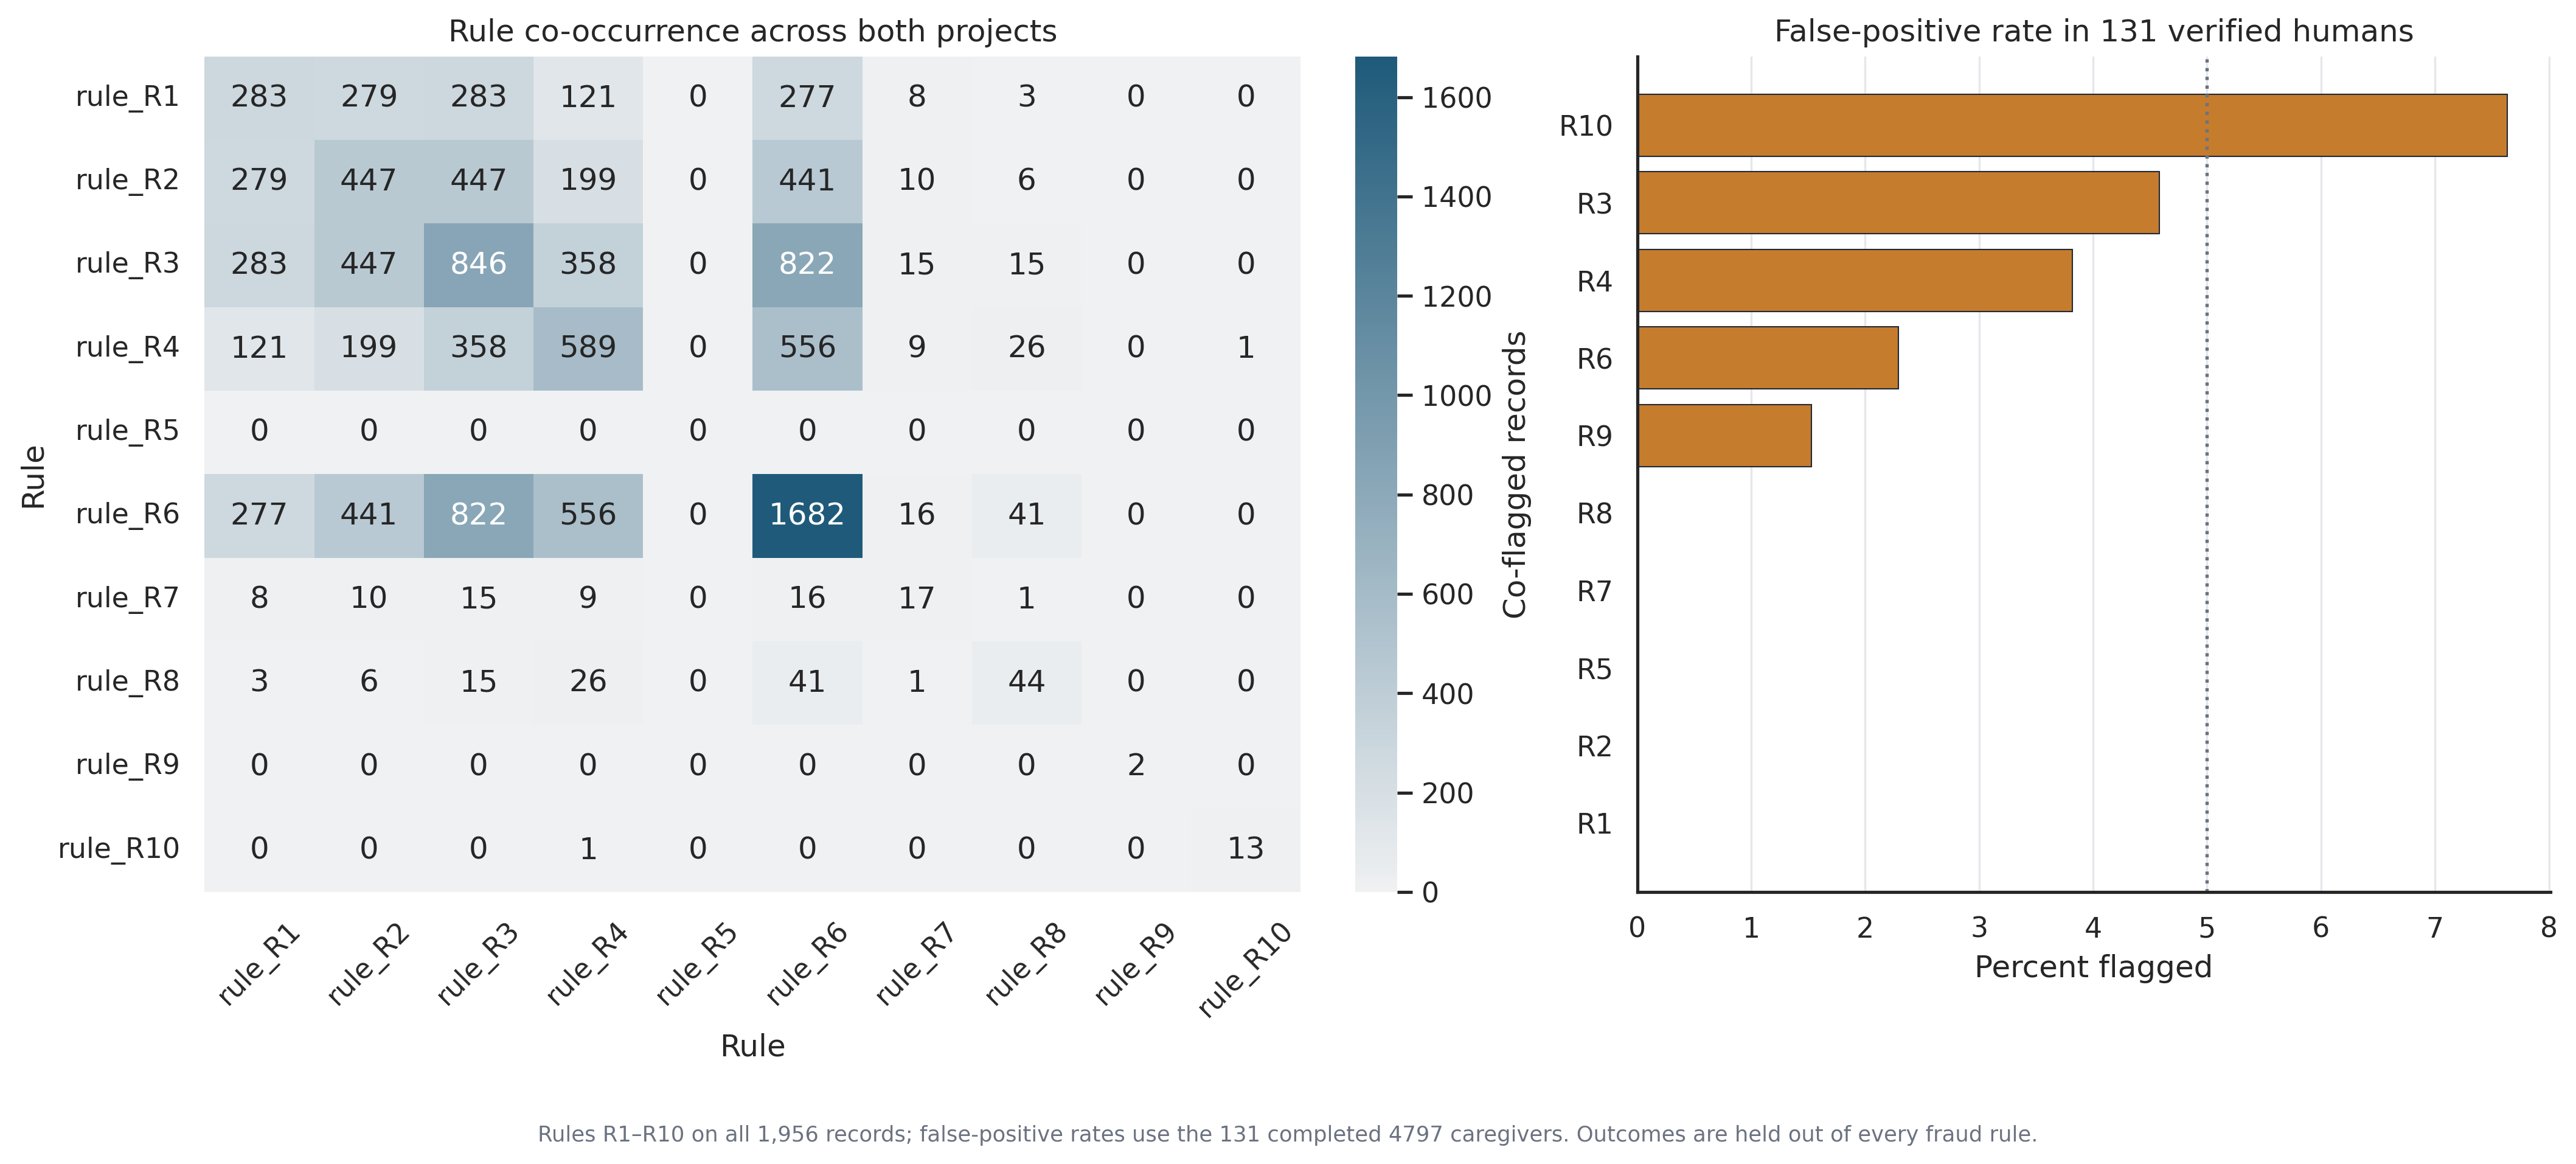 Rule co-occurrence across both projects
rule_R1 283 279 283 121 0 277 8 3 0 0
rule_R2 279 447 447 199 0 441 10 6 0 0
rule_R3 283 447 846 358 0 822 15 15 0 0
rule_R4 121 199 358 589 0 556 9 26 0 1
rule_R5 0 0 0 0 0 0 0 0 0 0
rule_R6 277 441 822 556 0 1682 16 41 0 0
rule_R7 8 10 15 9 0 16 17 1 0 0
rule_R8 3 6 15 26 0 41 1 44 0 0
rule_R9 0 0 0 0 0 0 0 0 2 0
rule_R10 0 0 0 1 0 0 0 0 0 13
Rule
rule_R1 rule_R2 rule_R3 rule_R4 rule_R5 rule_R6 rule_R7 rule_R8 rule_R9 rule_R10
Rule
1600
1400
1200
1000
800
600
400
200
0
Co-flagged records
False-positive rate in 131 verified humans
R10
R3
R4
R6
R9
R8
R7
R5
R2
R1
0 1 2 3 4 5 6 7 8
Percent flagged
Rules R1–R10 on all 1,956 records; false-positive rates use the 131 completed 4797 caregivers. Outcomes are held out of every fraud rule.